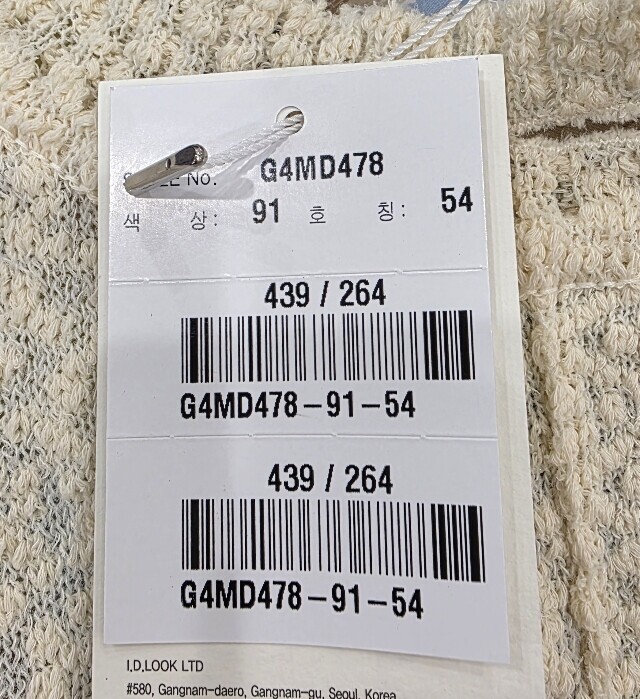 No. G4MD478
색 상: 91 호 칭: 54
439 / 264
G4MD478-91-54
439 / 264
G4MD478-91-54
I.D.LOOK LTD
#580, Gangnam-daero, Gangnam-gu, Seoul, Korea